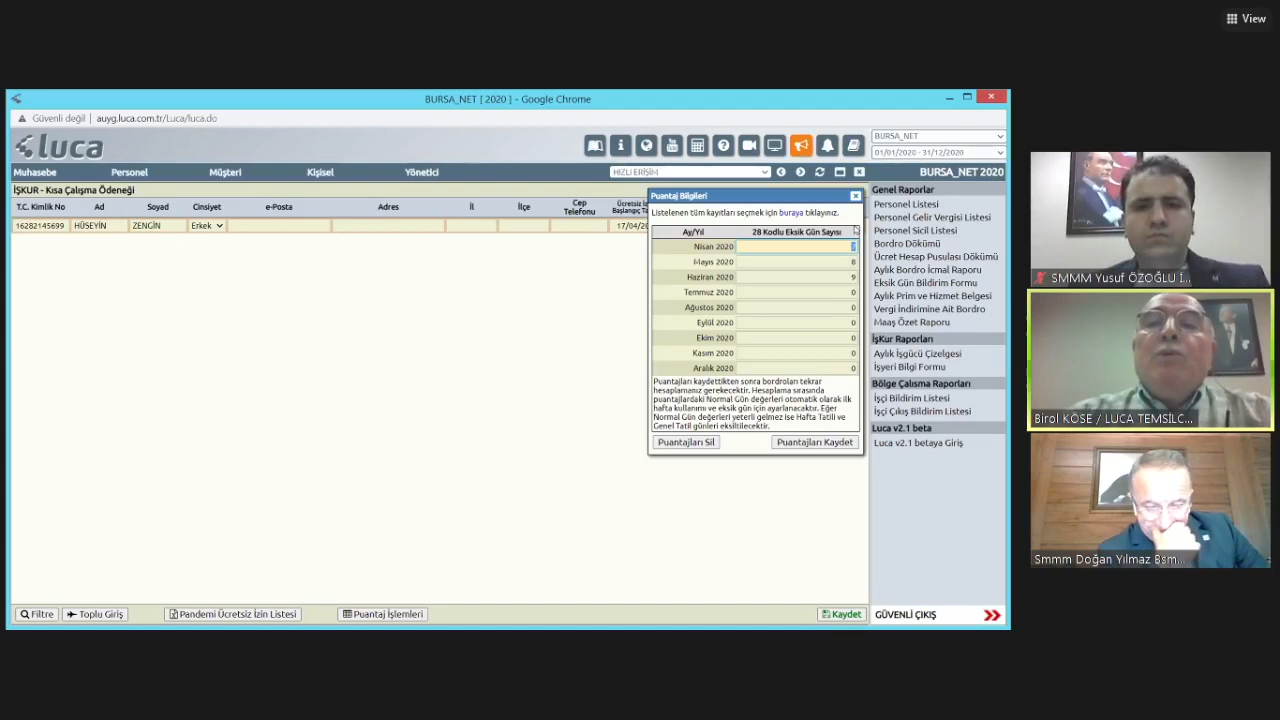 View
BURSA_NET [ 2020 ] - Google Chrome
Güvenli değil | auyg.luca.com.tr/Luca/luca.do
luca
BURSA_NET
01/01/2020 - 31/12/2020
Muhasebe Personel Müşteri Kişisel Yönetici HIZLI ERİŞİM BURSA_NET 2020
İŞKUR - Kısa Çalışma Ödeneği
T.C. Kimlik No Ad Soyad Cinsiyet e-Posta Adres İl İlçe Cep Telefonu Ücretsiz İ Başlangıç Ta
16282145699 HÜSEYİN ZENGİN Erkek 17/04/20
Puantaj Bilgileri
Listelenen tüm kayıtları seçmek için buraya tıklayınız.
Ay/Yıl 28 Kodlu Eksik Gün Sayısı
Nisan 2020 7
Mayıs 2020 8
Haziran 2020 9
Temmuz 2020 0
Ağustos 2020 0
Eylül 2020 0
Ekim 2020 0
Kasım 2020 0
Aralık 2020 0
Puantajları kaydettikten sonra bordroları tekrar
hesaplamanız gerekecektir. Hesaplama sırasında
puantajlardaki Normal Gün değerleri otomatik olarak ilk
hafta kullanımı ve eksik gün için ayarlanacaktır. Eğer
Normal Gün değerleri yeterli gelmez ise Hafta Tatili ve
Genel Tatil günleri eksiltilecektir.
Puantajları Sil Puantajları Kaydet
Genel Raporlar
Personel Listesi
Personel Gelir Vergisi Listesi
Personel Sicil Listesi
Bordro Dökümü
Ücret Hesap Pusulası Dökümü
Aylık Bordro İcmal Raporu
Eksik Gün Bildirim Formu
Aylık Prim ve Hizmet Belgesi
Vergi İndirimine Ait Bordro
Maaş Özet Raporu
İşKur Raporları
Aylık İşgücü Çizelgesi
İşyeri Bilgi Formu
Bölge Çalışma Raporları
İşçi Bildirim Listesi
İşçi Çıkış Bildirim Listesi
Luca v2.1 beta
Luca v2.1 betaya Giriş
Filtre Toplu Giriş Pandemi Ücretsiz İzin Listesi Puantaj İşlemleri Kaydet GÜVENLİ ÇIKIŞ
SMMM Yusuf ÖZOĞLU İ...
Birol KÖSE / LUCA TEMSİLC...
Smmm Doğan Yılmaz Bsm...